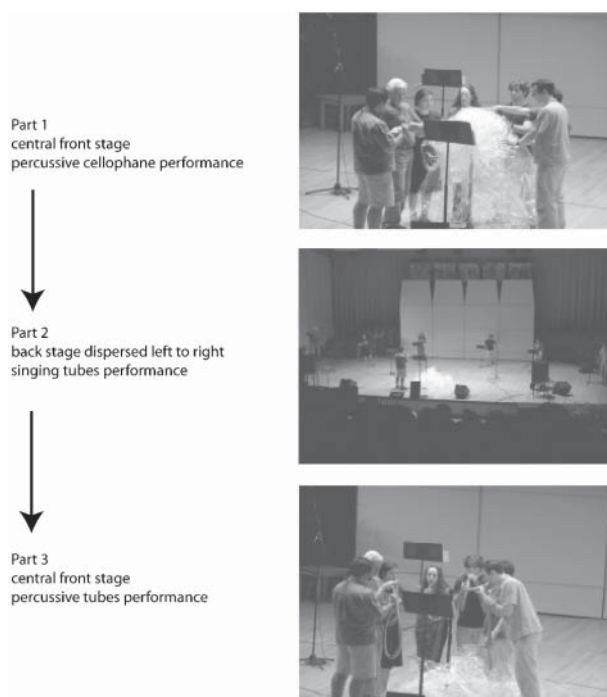 Part 1
central front stage
percussive cellophane performance
Part 2
back stage dispersed left to right
singing tubes performance
Part 3
central front stage
percussive tubes performance